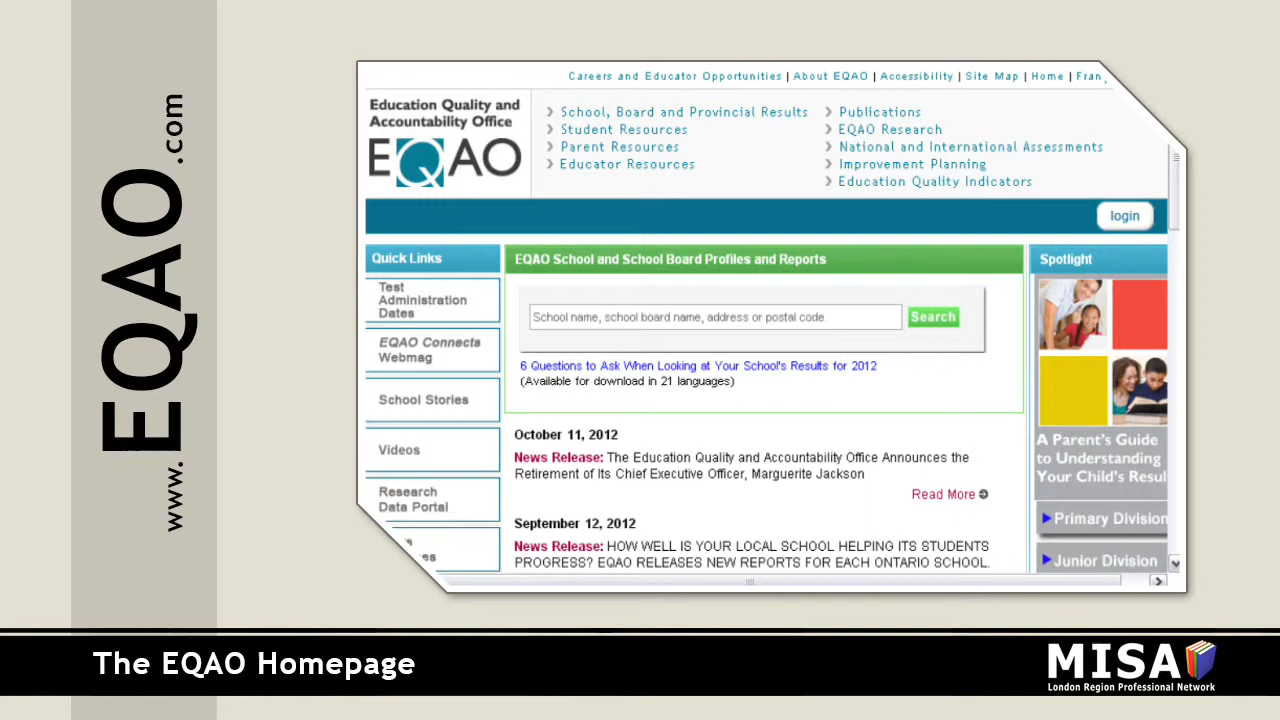 www.EQAO.com
Careers and Educator Opportunities | About EQAO | Accessibility | Site Map | Home |
Education Quality and
Accountability Office
EQAO
School, Board and Provincial Results
Student Resources
Parent Resources
Educator Resources
Publications
EQAO Research
National and International Assessments
Improvement Planning
Education Quality Indicators
login
Quick Links
Test
Administration
Dates
EQAO Connects
Webmag
School Stories
Videos
Research
Data Portal
EQAO School and School Board Profiles and Reports
School name, school board name, address or postal code
Search
6 Questions to Ask When Looking at Your School's Results for 2012
(Available for download in 21 languages)
October 11, 2012
News Release: The Education Quality and Accountability Office Announces the
Retirement of Its Chief Executive Officer, Marguerite Jackson
Read More
September 12, 2012
News Release: HOW WELL IS YOUR LOCAL SCHOOL HELPING ITS STUDENTS
PROGRESS? EQAO RELEASES NEW REPORTS FOR EACH ONTARIO SCHOOL.
Spotlight
A Parent's Guide
to Understanding
Your Child's Resul
Primary Division
Junior Division
The EQAO Homepage
MISA
London Region Professional Network